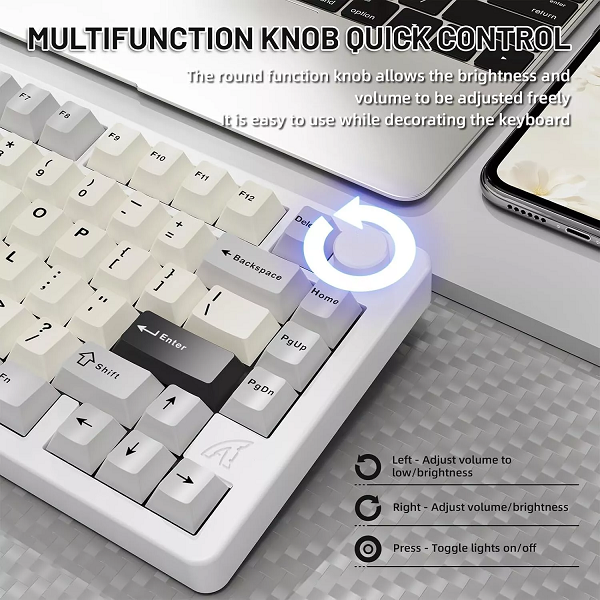 MULTIFUNCTION KNOB QUICK CONTROL
The round function knob allows the brightness and
volume to be adjusted freely
It is easy to use while decorating the keyboard
return
F7
F8
F9
F10
F11
F12
*
(
9
)
0
_
-
+
=
Backspace
Home
O
P
{
[
}
]
|
\
PgUp
L
:
;
"
'
Enter
PgDn
>
?
/
Shift
Fn
Left - Adjust volume to
low/brightness
Right - Adjust volume/brightness
Press - Toggle lights on/off